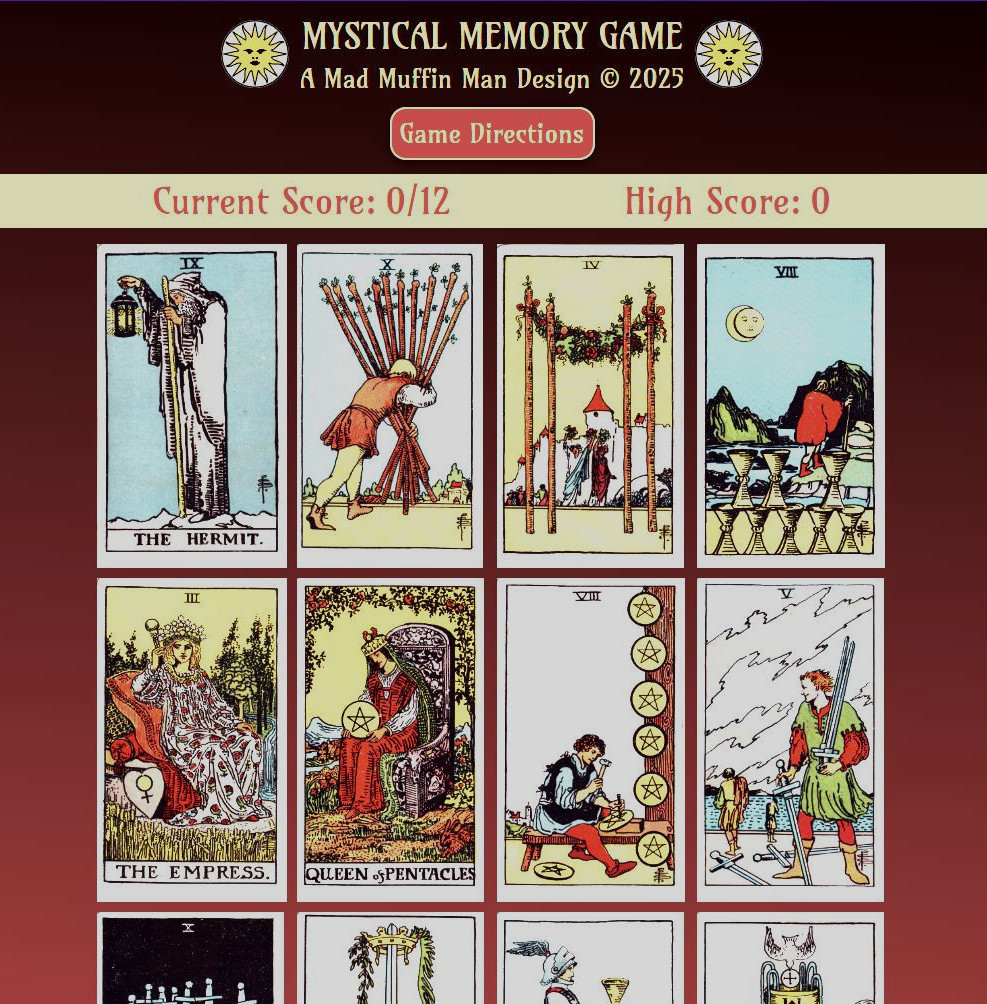 MYSTICAL MEMORY GAME
A Mad Muffin Man Design © 2025
Game Directions
Current Score: 0/12 High Score: 0
IX X IV VIII
THE HERMIT.
III VIII V
THE EMPRESS. QUEEN of PENTACLES
X